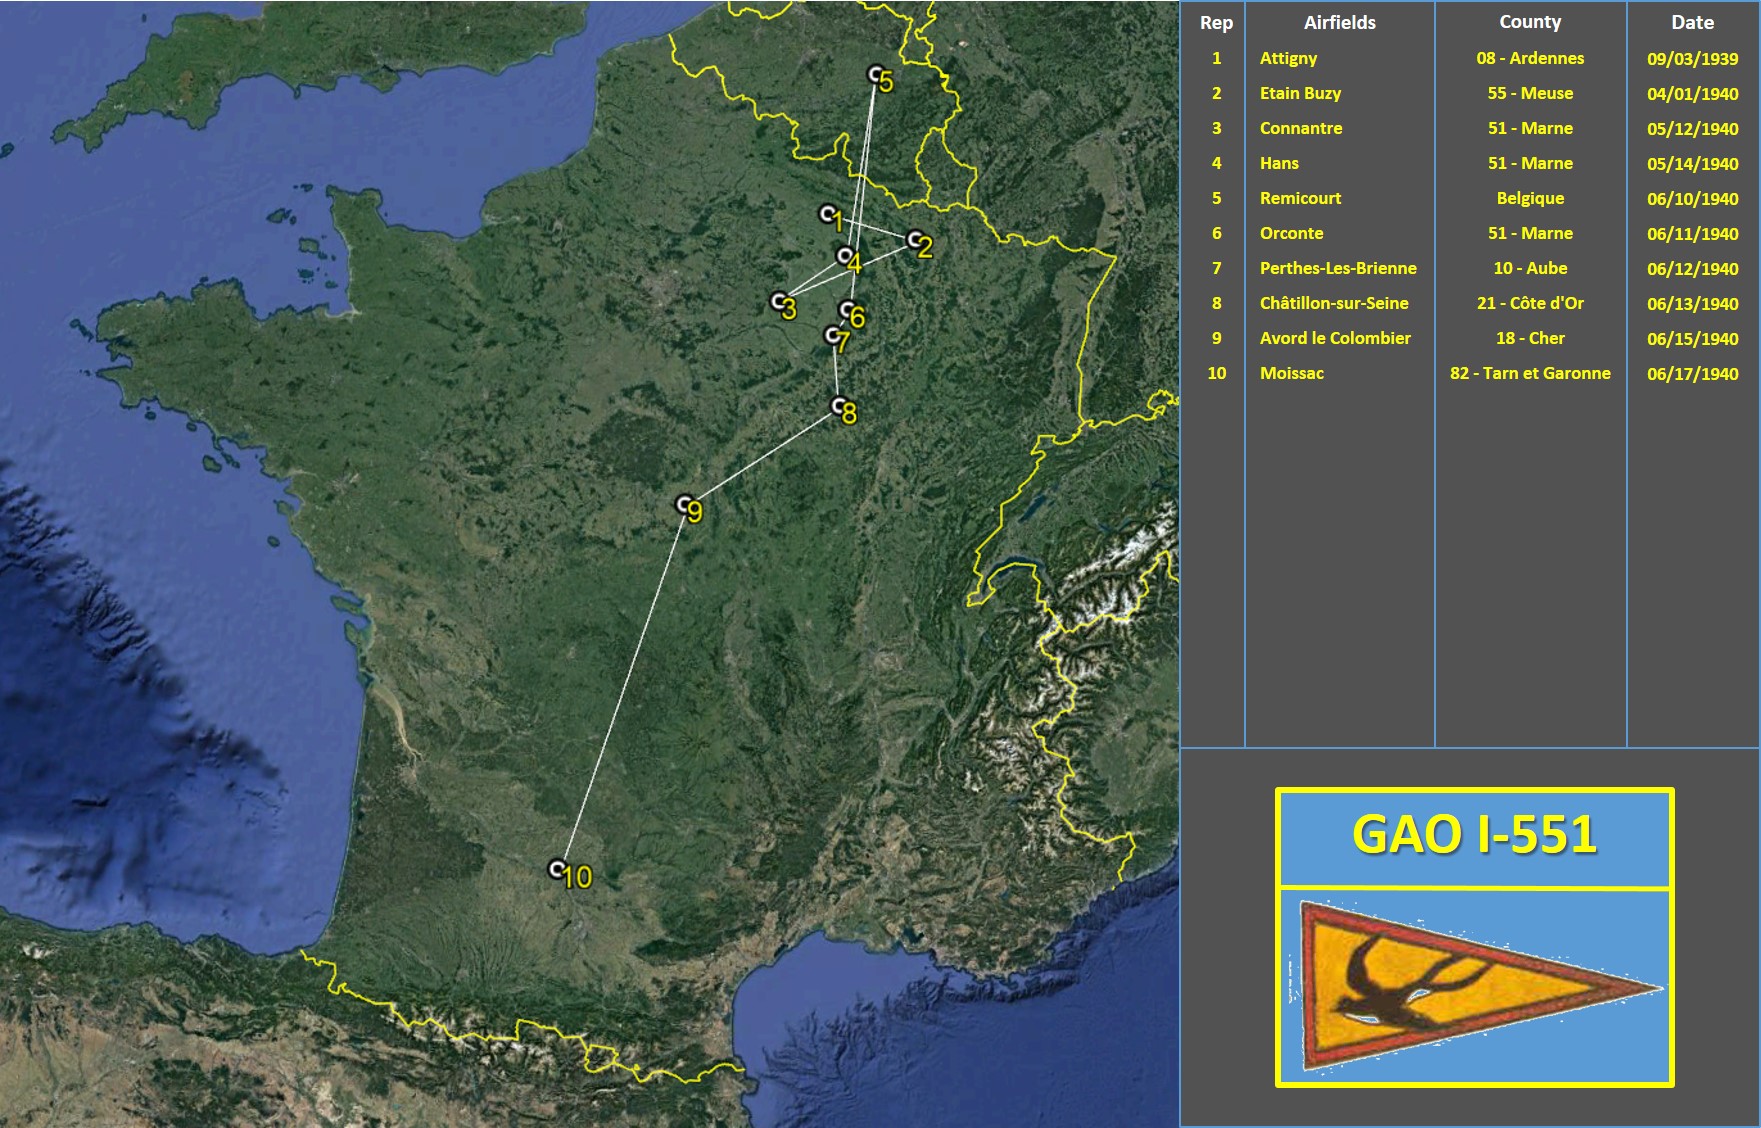 Rep Airfields County Date
1 Attigny 08 - Ardennes 09/03/1939
2 Etain Buzy 55 - Meuse 04/01/1940
3 Connantre 51 - Marne 05/12/1940
4 Hans 51 - Marne 05/14/1940
5 Remicourt Belgique 06/10/1940
6 Orconte 51 - Marne 06/11/1940
7 Perthes-Les-Brienne 10 - Aube 06/12/1940
8 Châtillon-sur-Seine 21 - Côte d'Or 06/13/1940
9 Avord le Colombier 18 - Cher 06/15/1940
10 Moissac 82 - Tarn et Garonne 06/17/1940
5
1
2
4
3
6
7
8
9
10
GAO I-551